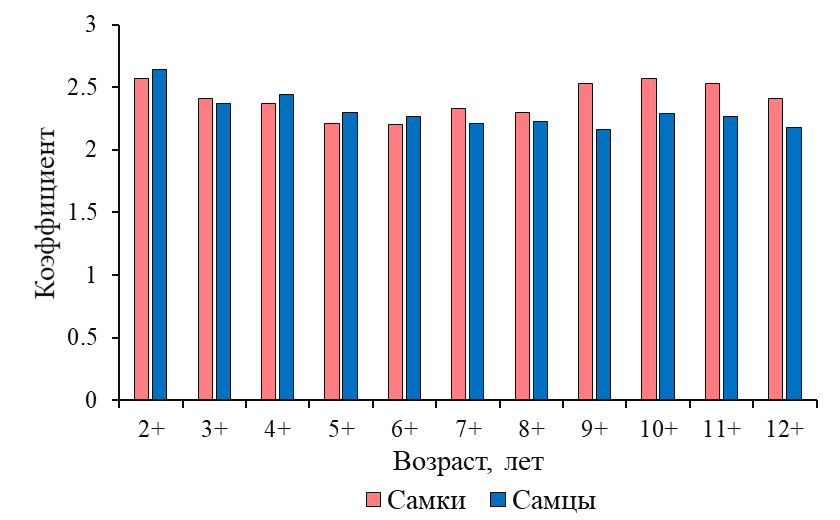 3
2.5
2
1.5
1
0.5
0
Коэффициент
2+ 3+ 4+ 5+ 6+ 7+ 8+ 9+ 10+ 11+ 12+
Возраст, лет
Самки Самцы